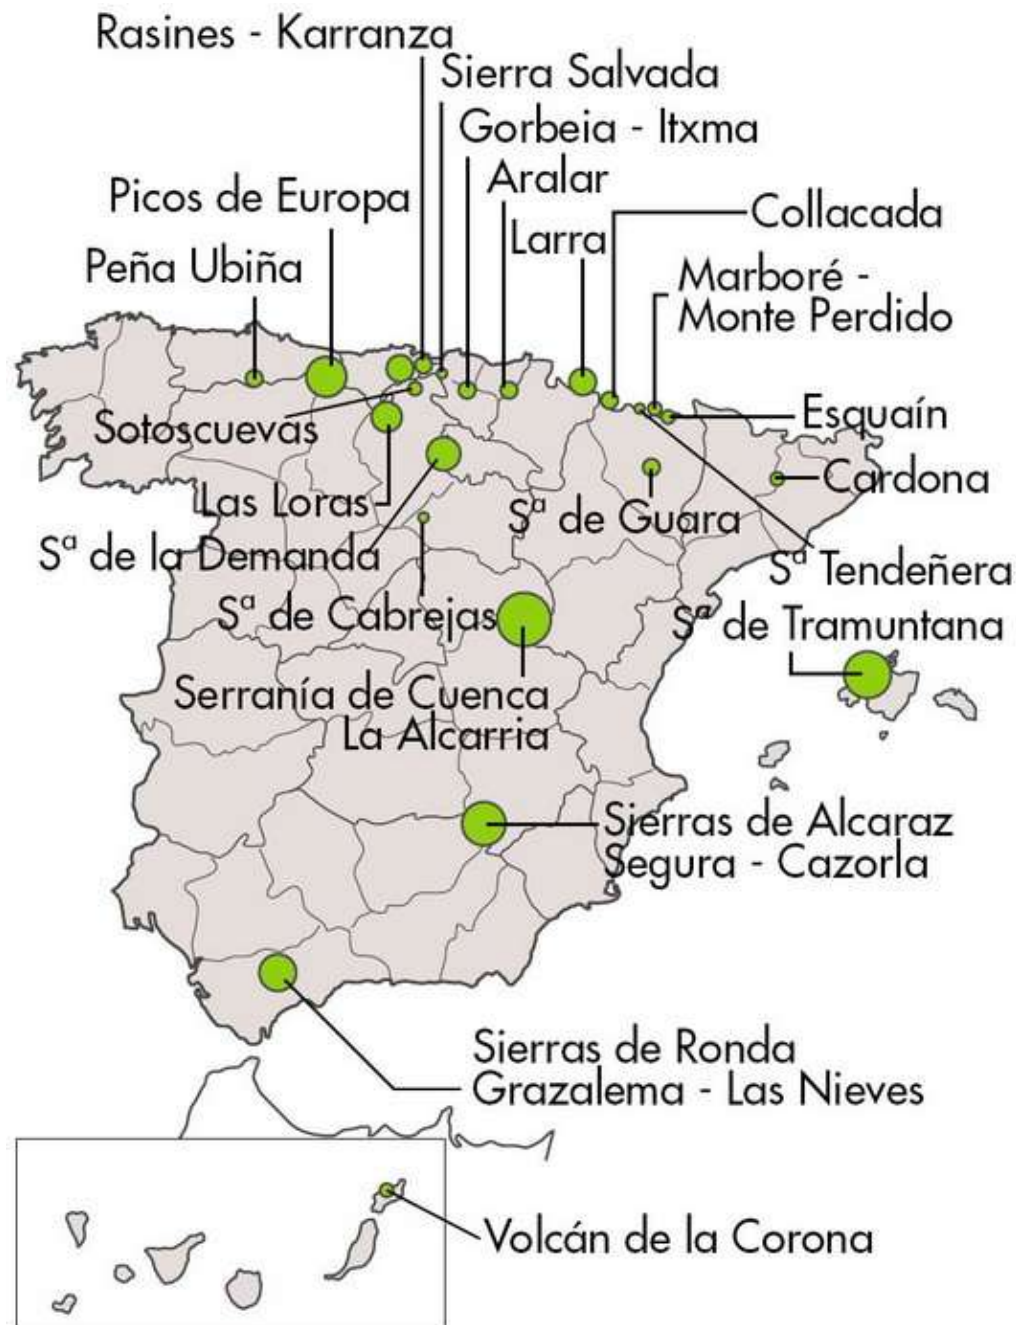 Rasines - Karranza
Sierra Salvada
Gorbeia - Itxma
Aralar
Picos de Europa
Collacada
Larra
Peña Ubiña
Marboré -
Monte Perdido
Esquaín
Sotoscuevas
Cardona
Las Loras
Sª de Guara
Sª de la Demanda
Sª Tendeñera
Sª de Cabrejas
Sª de Tramuntana
Serranía de Cuenca
La Alcarria
Sierras de Alcaraz
Segura - Cazorla
Sierras de Ronda
Grazalema - Las Nieves
Volcán de la Corona